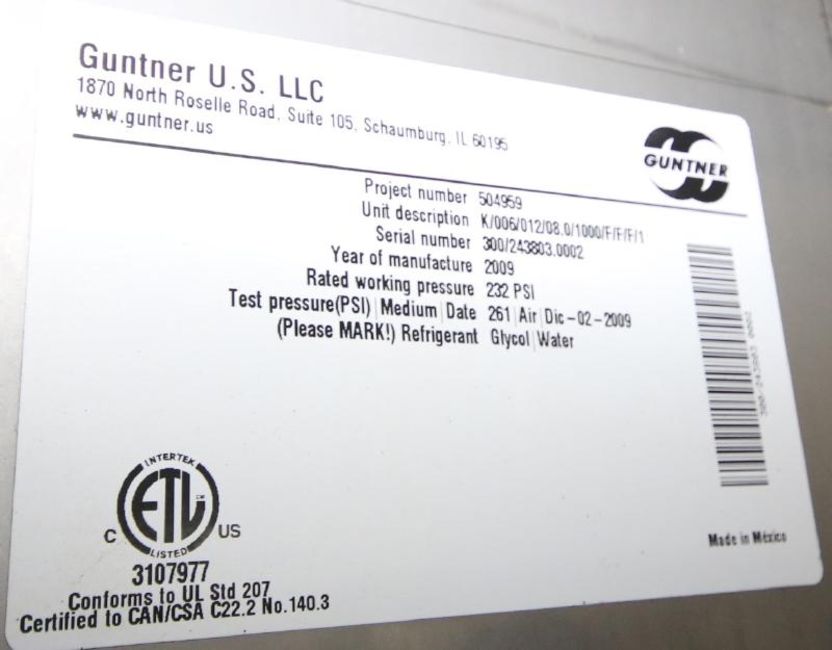 Guntner U.S. LLC
1870 North Roselle Road, Suite 105, Schaumburg, IL 60195
www.guntner.us
GUNTNER
Project number 504959
Unit description K/006/012/08.0/1000/F/F/F/1
Serial number 300/243803.0002
Year of manufacture 2009
Rated working pressure 232 PSI
Test pressure(PSI) | Medium | Date 261 | Air | Dic-02-2009
(Please MARK!) Refrigerant Glycol | Water
300/243803 0002
INTERTEK
ETL
C US
LISTED
3107977
Conforms to UL Std 207
Certified to CAN/CSA C22.2 No.140.3
Made in México